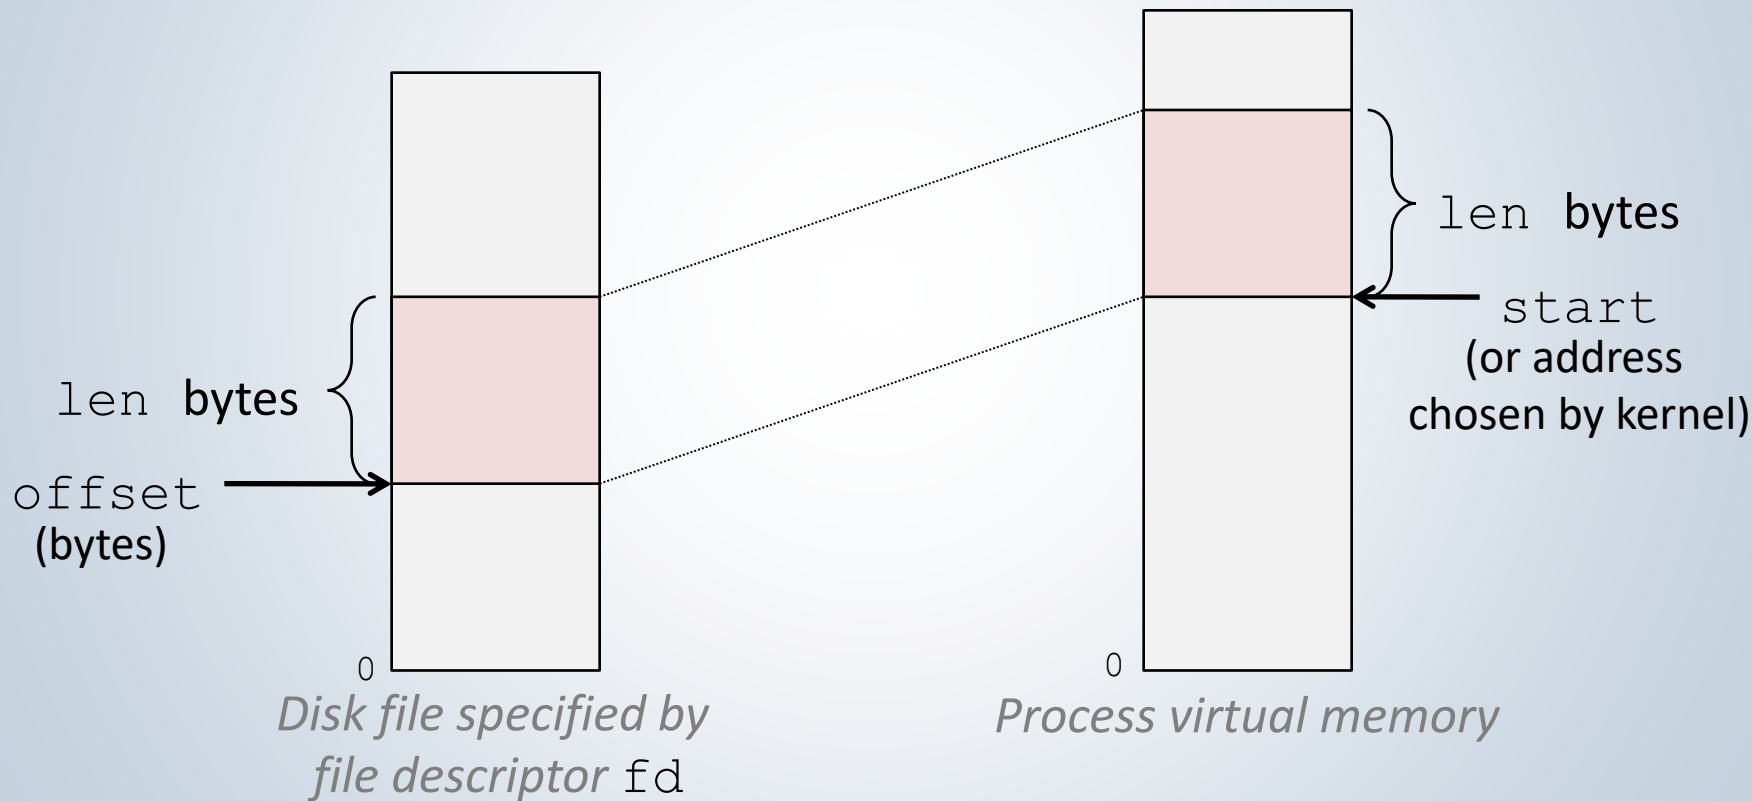 len bytes
start
(or address
chosen by kernel)
len bytes
offset
(bytes)
0
0
Disk file specified by
file descriptor fd
Process virtual memory